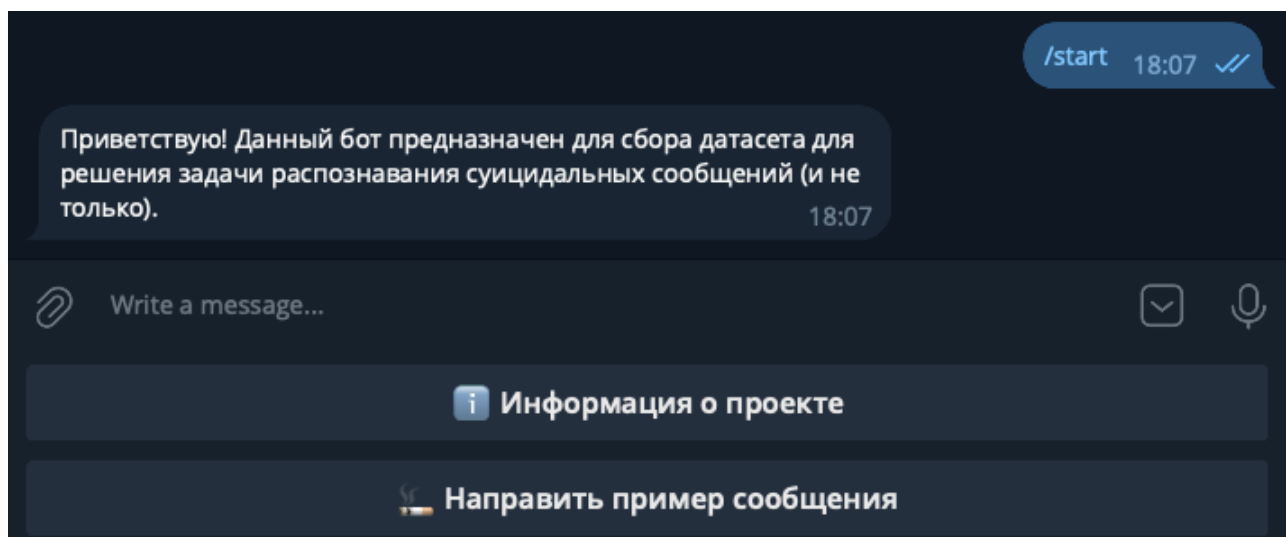 /start 18:07
Приветствую! Данный бот предназначен для сбора датасета для
решения задачи распознавания суицидальных сообщений (и не
только).
18:07
Write a message...
Информация о проекте
Направить пример сообщения